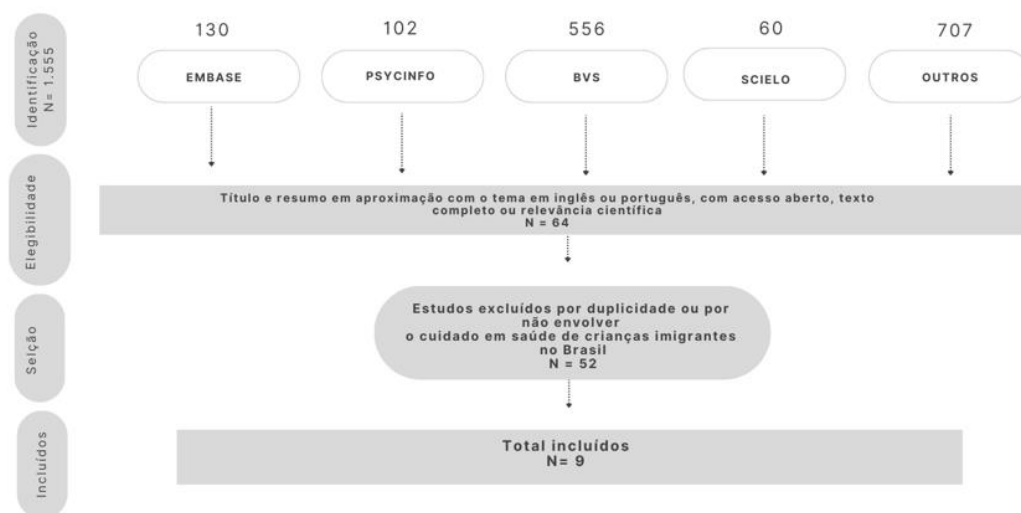 Identificação
N= 1.555
130
102
556
60
707
EMBASE
PSYCINFO
BVS
SCIELO
OUTROS
Elegibilidade
Título e resumo em aproximação com o tema em inglês ou português, com acesso aberto, texto
completo ou relevância científica
N = 64
Selção
Estudos excluídos por duplicidade ou por
não envolver
o cuidado em saúde de crianças imigrantes
no Brasil
N = 52
Incluídos
Total incluídos
N= 9